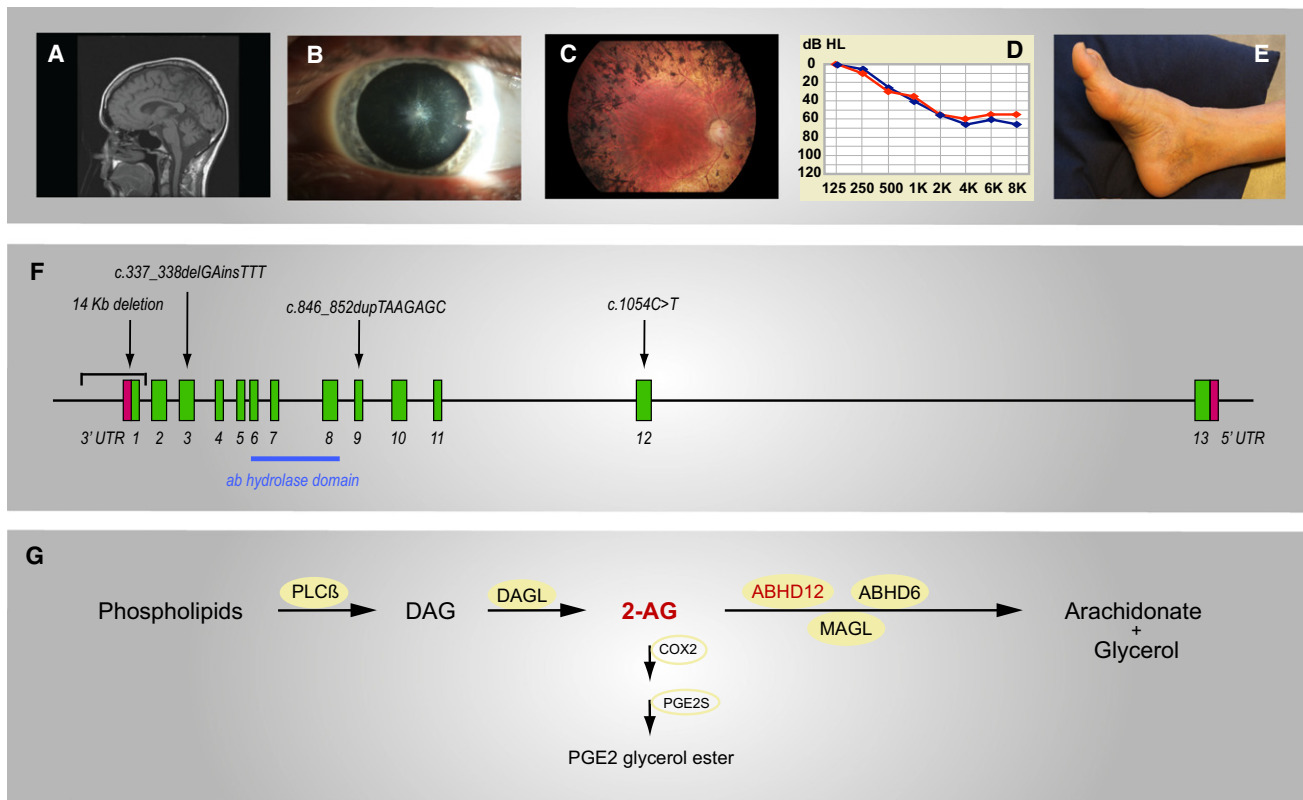 A
B
C
dB HL
D
0
20
40
60
80
100
120
125 250 500 1K 2K 4K 6K 8K
E
F
c.337_338delGAinsTTT
14 Kb deletion
c.846_852dupTAAGAGC
c.1054C>T
3' UTR 1 2 3 4 5 6 7 8 9 10 11 12 13 5' UTR
ab hydrolase domain
G
PLCß
DAGL
ABHD12
ABHD6
Phospholipids
DAG
2-AG
MAGL
Arachidonate
+
Glycerol
COX2
PGE2S
PGE2 glycerol ester